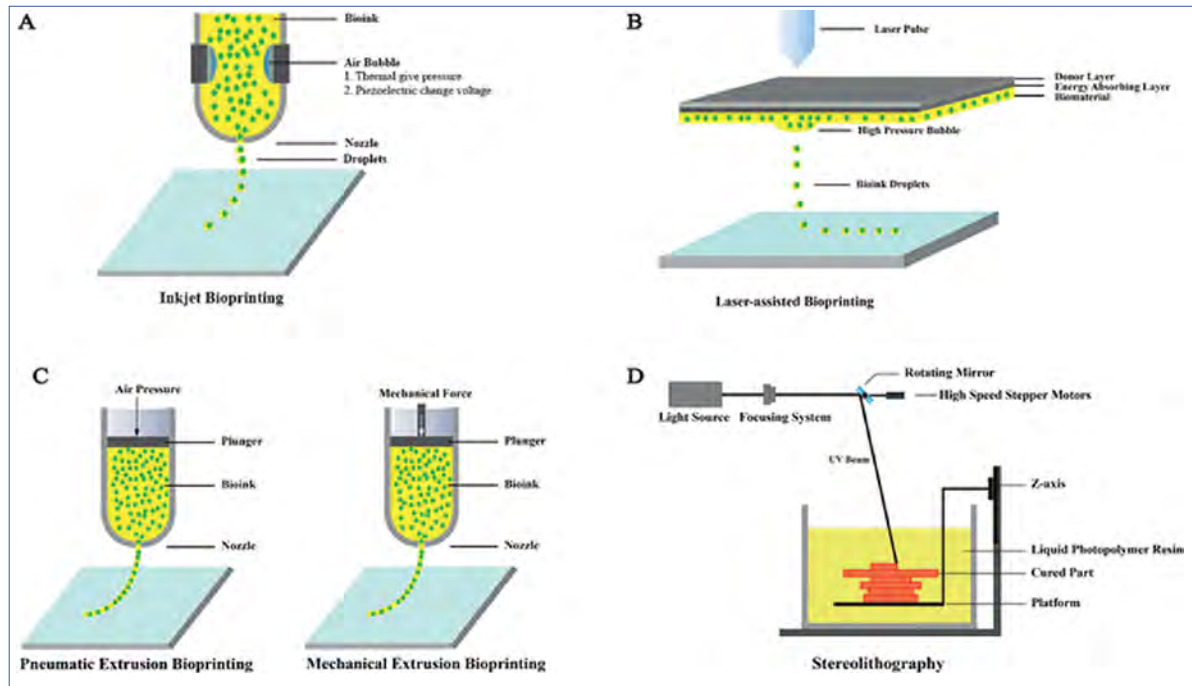 A
Bioink
Air Bubble
1. Thermal give pressure
2. Piezoelectric change voltage
Nozzle
Droplets
Inkjet Bioprinting
B
Laser Pulse
Donor Layer
Energy Absorbing Layer
Biomaterial
High Pressure Bubble
Bioink Droplets
Laser-assisted Bioprinting
C
Air Pressure
Plunger
Bioink
Nozzle
Pneumatic Extrusion Bioprinting
Mechanical Force
Plunger
Bioink
Nozzle
Mechanical Extrusion Bioprinting
D
Rotating Mirror
High Speed Stepper Motors
Light Source
Focusing System
UV Beam
Z-axis
Liquid Photopolymer Resin
Cured Part
Platform
Stereolithography